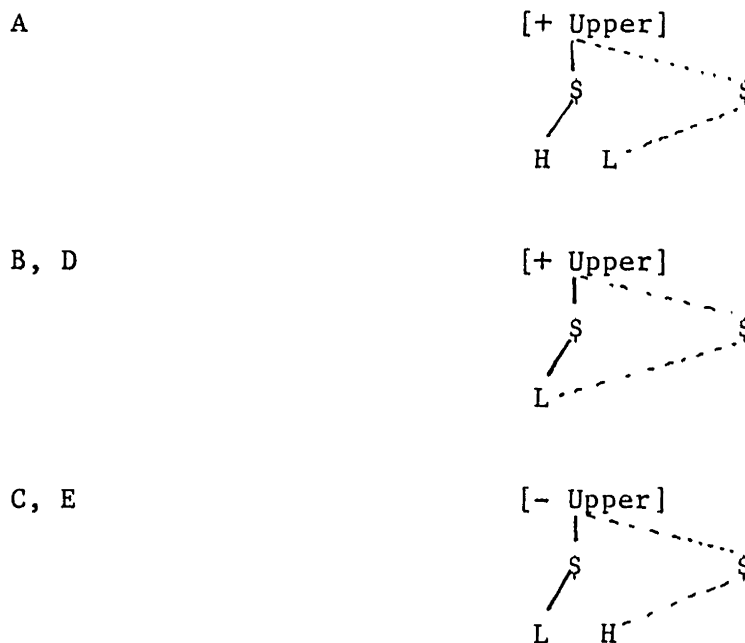 A [+ Upper]
$ $
H L
B, D [+ Upper]
$ $
L
C, E [- Upper]
$ $
L H